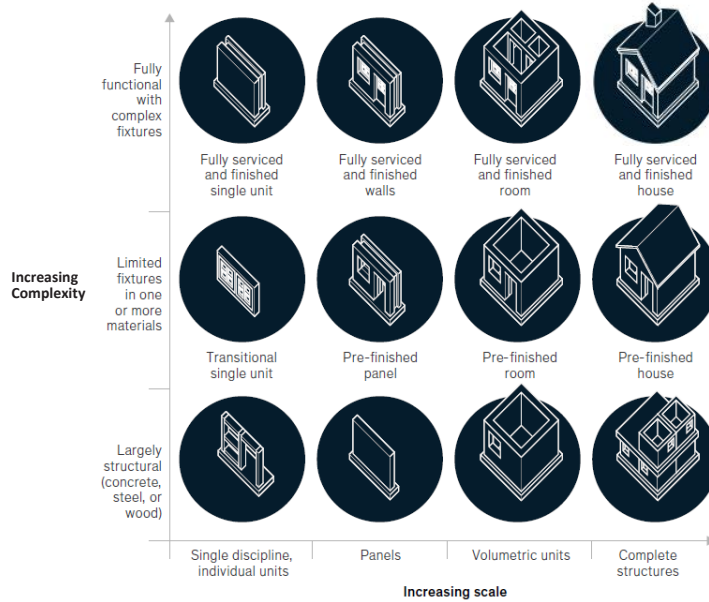 Fully
functional
with
complex
fixtures
Fully serviced
and finished
single unit
Fully serviced
and finished
walls
Fully serviced
and finished
room
Fully serviced
and finished
house
Increasing
Complexity
Limited
fixtures
in one
or more
materials
Transitional
single unit
Pre-finished
panel
Pre-finished
room
Pre-finished
house
Largely
structural
(concrete,
steel, or
wood)
Single discipline,
individual units
Panels
Volumetric units
Complete
structures
Increasing scale